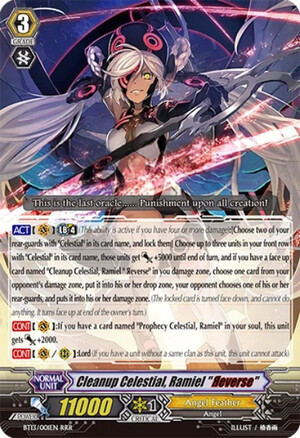 3
GRADE
"This is the last oracle...... Punishment upon all creation!"
ACT [V] LB 4 (This ability is active if you have four or more damage)[Choose two of your
rear-guards with "Celestial" in its card name, and lock them] Choose up to three units in your front row
with "Celestial" in its card name, those units get +5000 until end of turn, and if you have a face up
card named "Cleanup Celestial, Ramiel "Reverse" in you damage zone, choose one card from your
opponent's damage zone, put it into his or her drop zone, your opponent chooses one of his or her
rear-guards, and puts it into his or her damage zone. (The locked card is turned face-down, and cannot do
anything. It turns face up at end of the owner's turn.)
CONT [V]:If you have a card named "Prophecy Celestial, Ramiel" in your soul, this unit
gets +2000.
CONT :Lord (If you have a unit without a same clan as this unit, this unit cannot attack)
NORMAL UNIT
Cleanup Celestial, Ramiel "Reverse"
11000
1
CRITICAL
Angel Feather
Angel
BT13/001EN RRR
ILLUST / 椿春雨